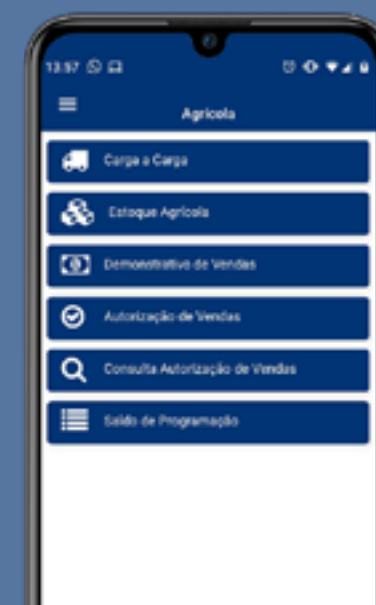 13:57
Agrícola
Carga a Carga
Estoque Agrícola
Demonstrativo de Vendas
Autorização de Vendas
Consulta Autorização de Vendas
Saldo de Programação